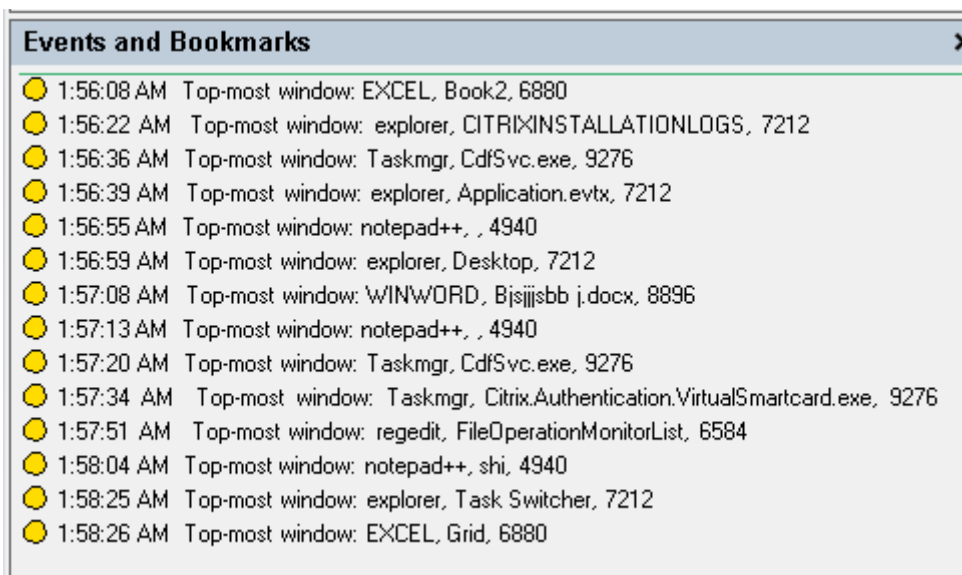 Events and Bookmarks
1:56:08 AM Top-most window: EXCEL, Book2, 6880
1:56:22 AM Top-most window: explorer, CITRIXINSTALLATIONLOGS, 7212
1:56:36 AM Top-most window: Taskmgr, CdfSvc.exe, 9276
1:56:39 AM Top-most window: explorer, Application.evtx, 7212
1:56:55 AM Top-most window: notepad++, , 4940
1:56:59 AM Top-most window: explorer, Desktop, 7212
1:57:08 AM Top-most window: WINWORD, Bjsjjjsbb j.docx, 8896
1:57:13 AM Top-most window: notepad++, , 4940
1:57:20 AM Top-most window: Taskmgr, CdfSvc.exe, 9276
1:57:34 AM Top-most window: Taskmgr, Citrix.Authentication.VirtualSmartcard.exe, 9276
1:57:51 AM Top-most window: regedit, FileOperationMonitorList, 6584
1:58:04 AM Top-most window: notepad++, shi, 4940
1:58:25 AM Top-most window: explorer, Task Switcher, 7212
1:58:26 AM Top-most window: EXCEL, Grid, 6880